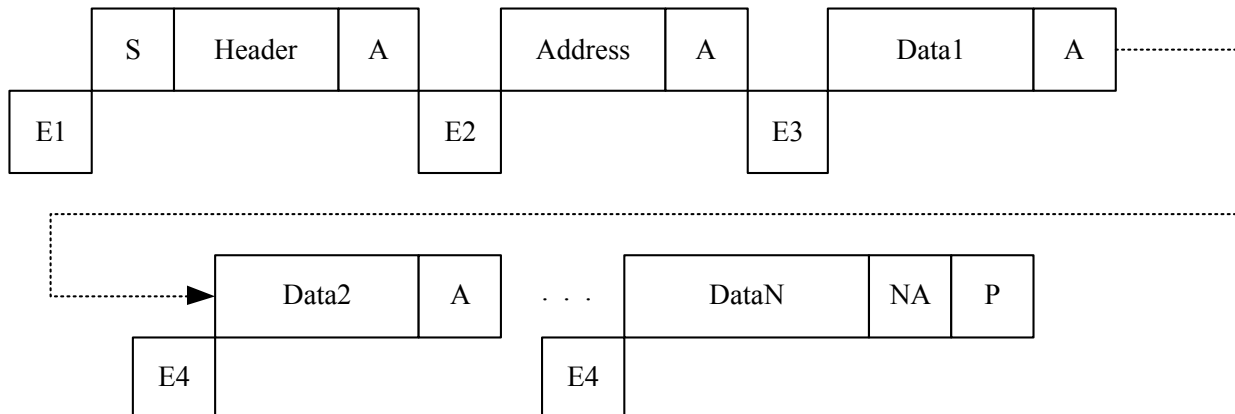 S Header A Address A Data1 A
E1 E2 E3
Data2 A . . . DataN NA P
E4 E4